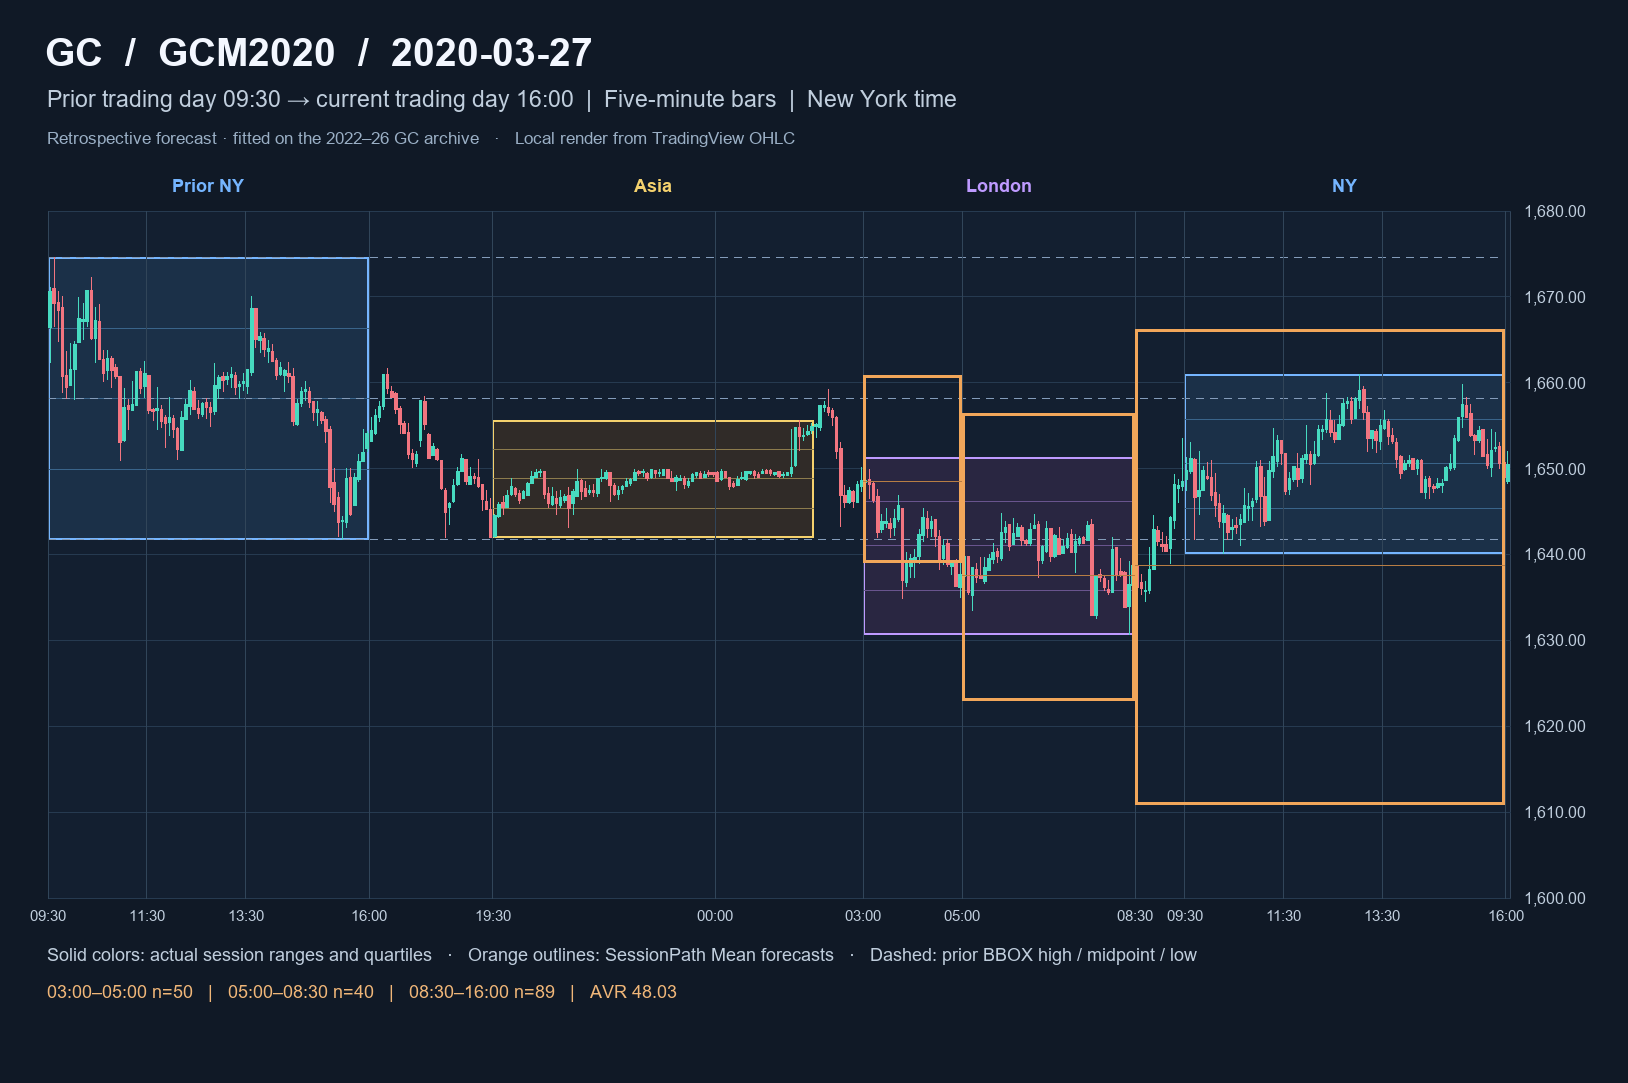 GC / GCM2020 / 2020-03-27
Prior trading day 09:30 → current trading day 16:00 | Five-minute bars | New York time
Retrospective forecast · fitted on the 2022–26 GC archive · Local render from TradingView OHLC
Prior NY Asia London NY
1,680.00
1,670.00
1,660.00
1,650.00
1,640.00
1,630.00
1,620.00
1,610.00
1,600.00
09:30 11:30 13:30 16:00 19:30 00:00 03:00 05:00 08:30 09:30 11:30 13:30 16:00
Solid colors: actual session ranges and quartiles · Orange outlines: SessionPath Mean forecasts · Dashed: prior BBOX high / midpoint / low
03:00–05:00 n=50 | 05:00–08:30 n=40 | 08:30–16:00 n=89 | AVR 48.03